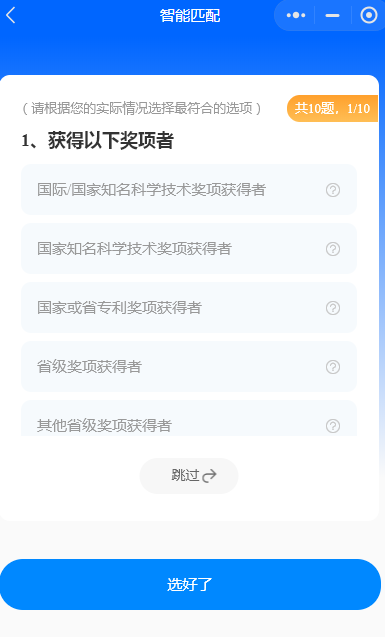 智能匹配
（请根据您的实际情况选择最符合的选项）
共10题，1/10
1、获得以下奖项者
国际/国家知名科学技术奖项获得者
国家知名科学技术奖项获得者
国家或省专利奖项获得者
省级奖项获得者
其他省级奖项获得者
跳过
选好了